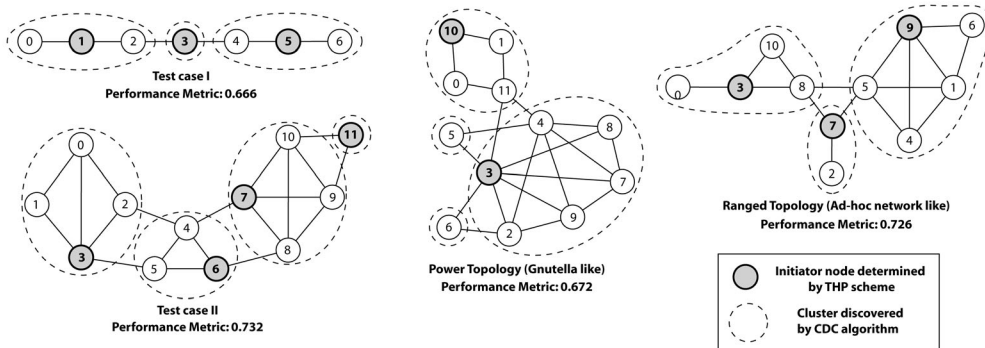 0 1 2 3 4 5 6
Test case I
Performance Metric: 0.666
0
1 2
3
4
5 6
7
10 11
9
8
Test case II
Performance Metric: 0.732
10 1
0 11
5 4 8
3 7
6 2 9
Power Topology (Gnutella like)
Performance Metric: 0.672
9 6
10
0 3 8 5 1
7 4
2
Ranged Topology (Ad-hoc network like)
Performance Metric: 0.726
Initiator node determined
by THP scheme
Cluster discovered
by CDC algorithm